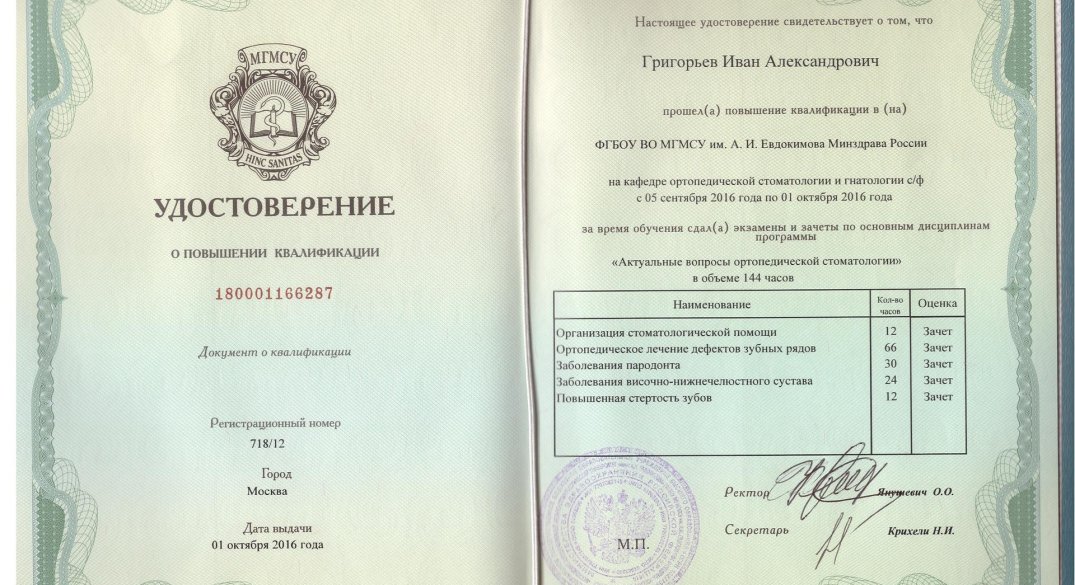 МГМСУ
HINC SANITAS
УДОСТОВЕРЕНИЕ
О ПОВЫШЕНИИ КВАЛИФИКАЦИИ
180001166287
Документ о квалификации
Регистрационный номер
718/12
Город
Москва
Дата выдачи
01 октября 2016 года
Настоящее удостоверение свидетельствует о том, что
Григорьев Иван Александрович
прошел(а) повышение квалификации в (на)
ФГБОУ ВО МГМСУ им. А. И. Евдокимова Минздрава России
на кафедре ортопедической стоматологии и гнатологии с/ф
с 05 сентября 2016 года по 01 октября 2016 года
за время обучения сдал(а) экзамены и зачеты по основным дисциплинам
программы
«Актуальные вопросы ортопедической стоматологии»
в объеме 144 часов
Наименование Кол-во часов Оценка
Организация стоматологической помощи 12 Зачет
Ортопедическое лечение дефектов зубных рядов 66 Зачет
Заболевания пародонта 30 Зачет
Заболевания височно-нижнечелюстного сустава 24 Зачет
Повышенная стертость зубов 12 Зачет
Ректор Янушевич О.О.
Секретарь Крихели Н.И.
М.П.